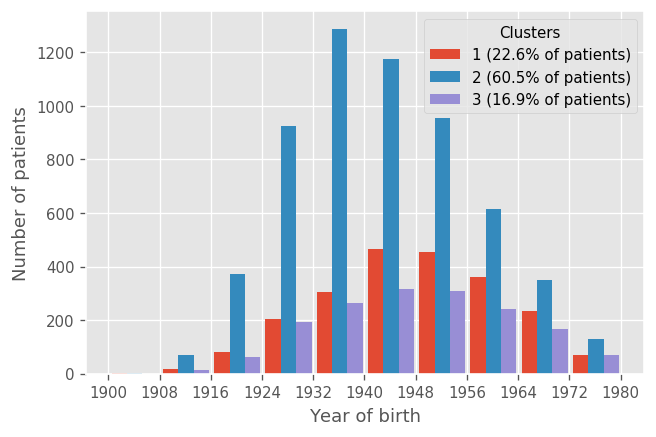 Clusters
1 (22.6% of patients)
2 (60.5% of patients)
3 (16.9% of patients)
Number of patients
1200
1000
800
600
400
200
0
1900 1908 1916 1924 1932 1940 1948 1956 1964 1972 1980
Year of birth